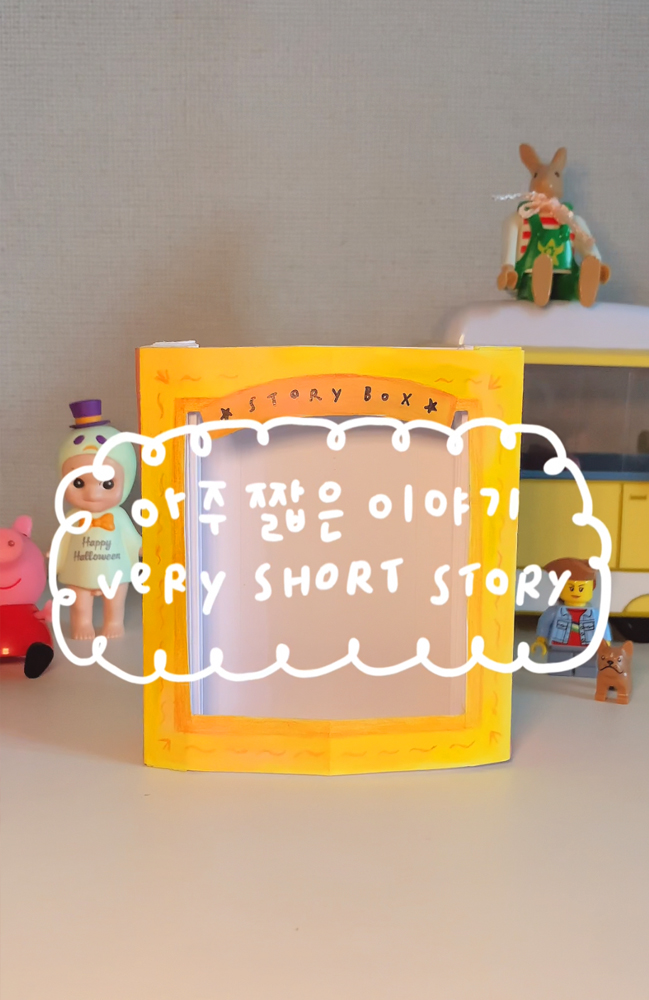 STORY BOX
아주 짧은 이야기
VeRY SHORT STORY
Happy
Halloween